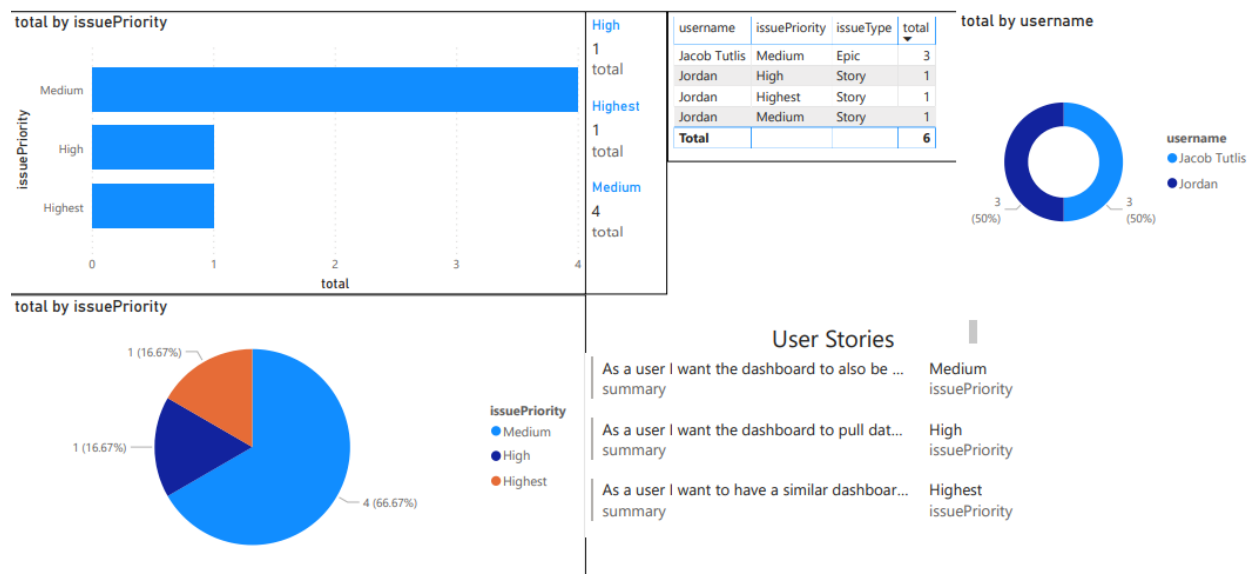 total by issuePriority
issuePriority
Medium
High
Highest
0 1 2 3 4
total
High
1
total
Highest
1
total
Medium
4
total
username issuePriority issueType total
Jacob Tutlis Medium Epic 3
Jordan High Story 1
Jordan Highest Story 1
Jordan Medium Story 1
Total 6
total by username
3
(50%)
3
(50%)
username
Jacob Tutlis
Jordan
total by issuePriority
1 (16.67%)
1 (16.67%)
4 (66.67%)
issuePriority
Medium
High
Highest
User Stories
As a user I want the dashboard to also be ... Medium
summary issuePriority
As a user I want the dashboard to pull dat... High
summary issuePriority
As a user I want to have a similar dashboar... Highest
summary issuePriority